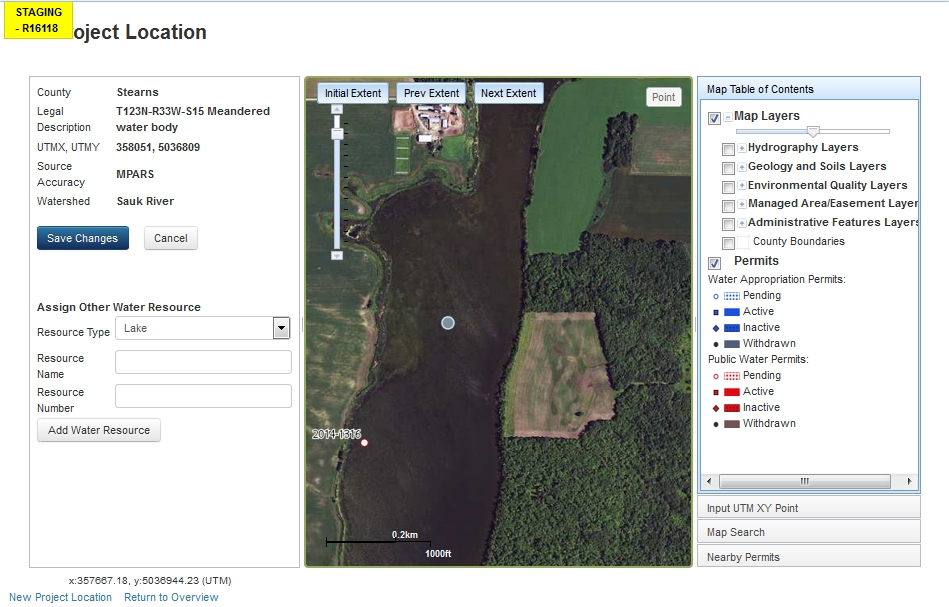 STAGING
- R16118
oject Location
County Stearns
Legal Description T123N-R33W-S15 Meandered water body
UTMX, UTMY 358051, 5036809
Source Accuracy MPARS
Watershed Sauk River
Save Changes Cancel
Assign Other Water Resource
Resource Type Lake
Resource Name
Resource Number
Add Water Resource
Initial Extent Prev Extent Next Extent
Point
2014-1316
0.2km
1000ft
Map Table of Contents
Map Layers
Hydrography Layers
Geology and Soils Layers
Environmental Quality Layers
Managed Area/Easement Layer
Administrative Features Layers
County Boundaries
Permits
Water Appropriation Permits:
Pending
Active
Inactive
Withdrawn
Public Water Permits:
Pending
Active
Inactive
Withdrawn
Input UTM XY Point
Map Search
Nearby Permits
x:357667.18, y:5036944.23 (UTM)
New Project Location Return to Overview